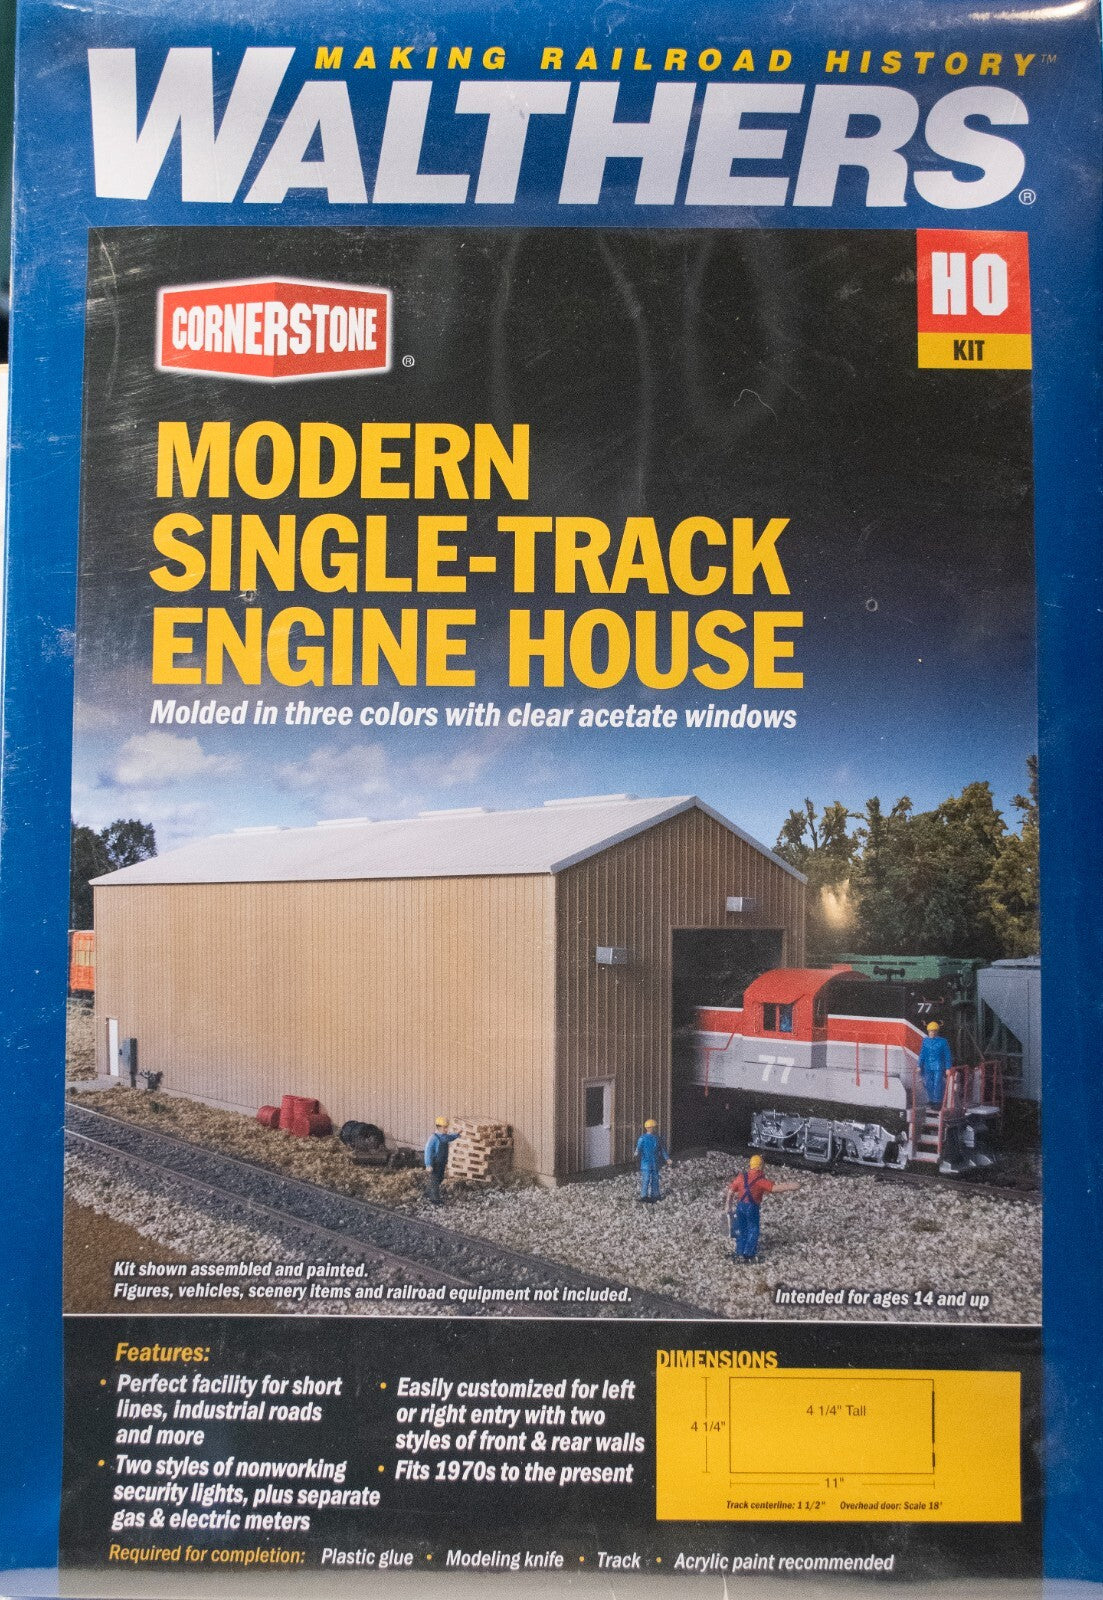 MAKING RAILROAD HISTORY™
WALTHERS®
HO
KIT
CORNERSTONE®
MODERN
SINGLE-TRACK
ENGINE HOUSE
Molded in three colors with clear acetate windows
77
77
Kit shown assembled and painted.
Figures, vehicles, scenery items and railroad equipment not included.
Intended for ages 14 and up
Features:
• Perfect facility for short
lines, industrial roads
and more
• Two styles of nonworking
security lights, plus separate
gas & electric meters
• Easily customized for left
or right entry with two
styles of front & rear walls
• Fits 1970s to the present
DIMENSIONS
4 1/4" Tall
4 1/4"
11"
Track centerline: 1 1/2" Overhead door: Scale 18'
Required for completion: Plastic glue • Modeling knife • Track • Acrylic paint recommended